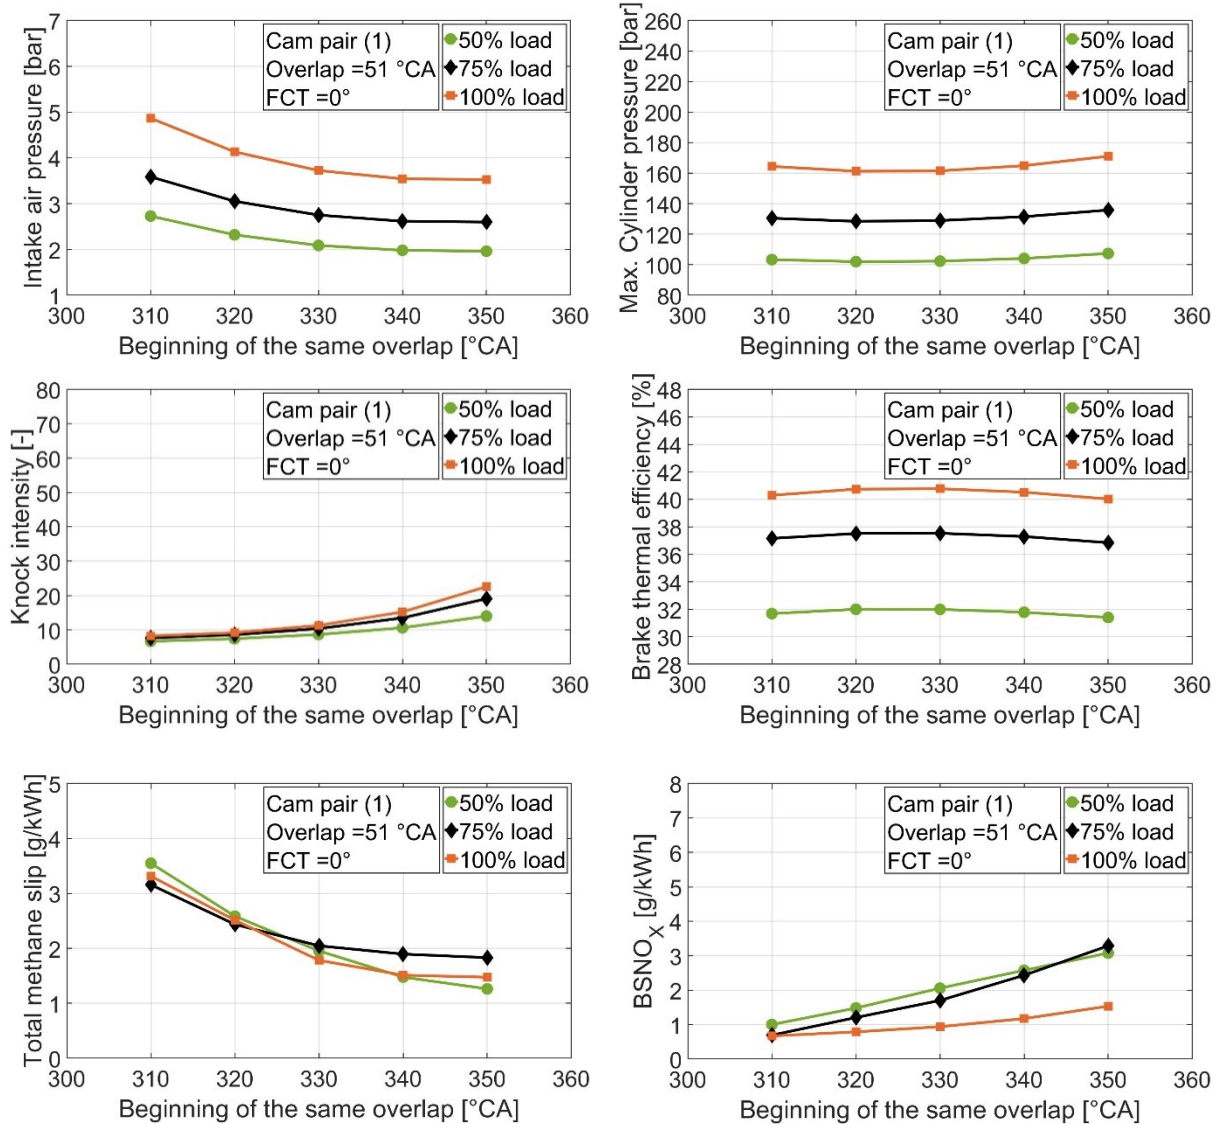 Intake air pressure [bar]
7
6
5
4
3
2
1
Cam pair (1)
Overlap =51 °CA
FCT =0°
50% load
75% load
100% load
300 310 320 330 340 350 360
Beginning of the same overlap [°CA]
Max. Cylinder pressure [bar]
260
240
220
200
180
160
140
120
100
80
Cam pair (1)
Overlap =51 °CA
FCT =0°
50% load
75% load
100% load
300 310 320 330 340 350 360
Beginning of the same overlap [°CA]
Knock intensity [-]
80
70
60
50
40
30
20
10
0
Cam pair (1)
Overlap =51 °CA
FCT =0°
50% load
75% load
100% load
300 310 320 330 340 350 360
Beginning of the same overlap [°CA]
Brake thermal efficiency [%]
48
46
44
42
40
38
36
34
32
30
28
Cam pair (1)
Overlap =51 °CA
FCT =0°
50% load
75% load
100% load
300 310 320 330 340 350 360
Beginning of the same overlap [°CA]
Total methane slip [g/kWh]
5
4
3
2
1
0
Cam pair (1)
Overlap =51 °CA
FCT =0°
50% load
75% load
100% load
300 310 320 330 340 350 360
Beginning of the same overlap [°CA]
BSNOX [g/kWh]
8
7
6
5
4
3
2
1
0
Cam pair (1)
Overlap =51 °CA
FCT =0°
50% load
75% load
100% load
300 310 320 330 340 350 360
Beginning of the same overlap [°CA]